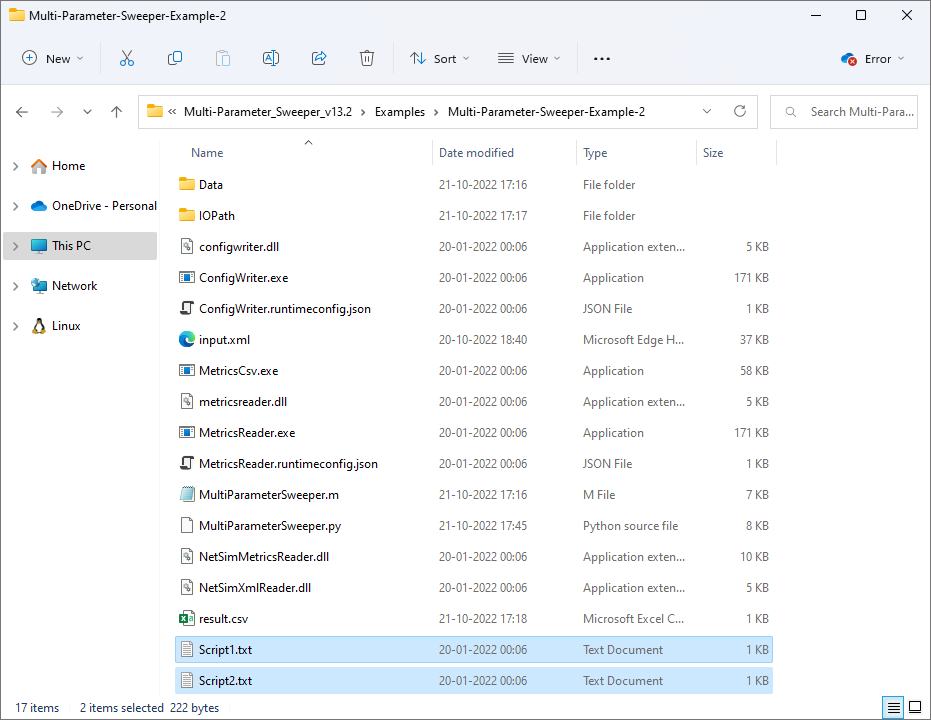 Multi-Parameter-Sweeper-Example-2
New Sort View ... Error
« Multi-Parameter_Sweeper_v13.2 > Examples > Multi-Parameter-Sweeper-Example-2 Search Multi-Para...
Home
OneDrive - Personal
This PC
Network
Linux
Name Date modified Type Size
Data 21-10-2022 17:16 File folder
IOPath 21-10-2022 17:17 File folder
configwriter.dll 20-01-2022 00:06 Application exten... 5 KB
ConfigWriter.exe 20-01-2022 00:06 Application 171 KB
ConfigWriter.runtimeconfig.json 20-01-2022 00:06 JSON File 1 KB
input.xml 20-10-2022 18:40 Microsoft Edge H... 37 KB
MetricsCsv.exe 20-01-2022 00:06 Application 58 KB
metricsreader.dll 20-01-2022 00:06 Application exten... 5 KB
MetricsReader.exe 20-01-2022 00:06 Application 171 KB
MetricsReader.runtimeconfig.json 20-01-2022 00:06 JSON File 1 KB
MultiParameterSweeper.m 21-10-2022 17:16 M File 7 KB
MultiParameterSweeper.py 21-10-2022 17:45 Python source file 8 KB
NetSimMetricsReader.dll 20-01-2022 00:06 Application exten... 10 KB
NetSimXmlReader.dll 20-01-2022 00:06 Application exten... 5 KB
result.csv 21-10-2022 17:18 Microsoft Excel C... 1 KB
Script1.txt 20-01-2022 00:06 Text Document 1 KB
Script2.txt 20-01-2022 00:06 Text Document 1 KB
17 items 2 items selected 222 bytes